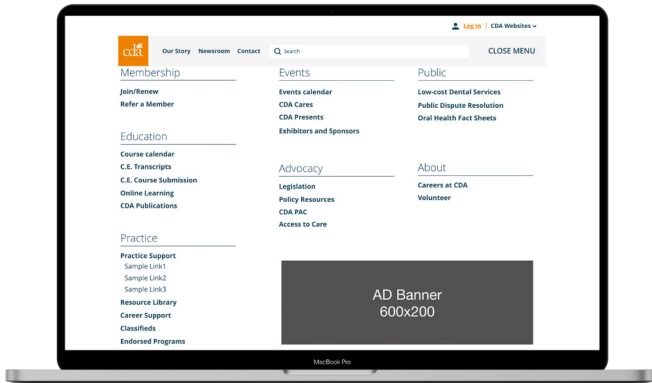 Log In | CDA Websites
cda
Our Story Newsroom Contact Search CLOSE MENU
Membership
Join/Renew
Refer a Member
Education
Course calendar
C.E. Transcripts
C.E. Course Submission
Online Learning
CDA Publications
Practice
Practice Support
Sample Link1
Sample Link2
Sample Link3
Resource Library
Career Support
Classifieds
Endorsed Programs
Events
Events calendar
CDA Cares
CDA Presents
Exhibitors and Sponsors
Advocacy
Legislation
Policy Resources
CDA PAC
Access to Care
Public
Low-cost Dental Services
Public Dispute Resolution
Oral Health Fact Sheets
About
Careers at CDA
Volunteer
AD Banner
600x200
MacBook Pro